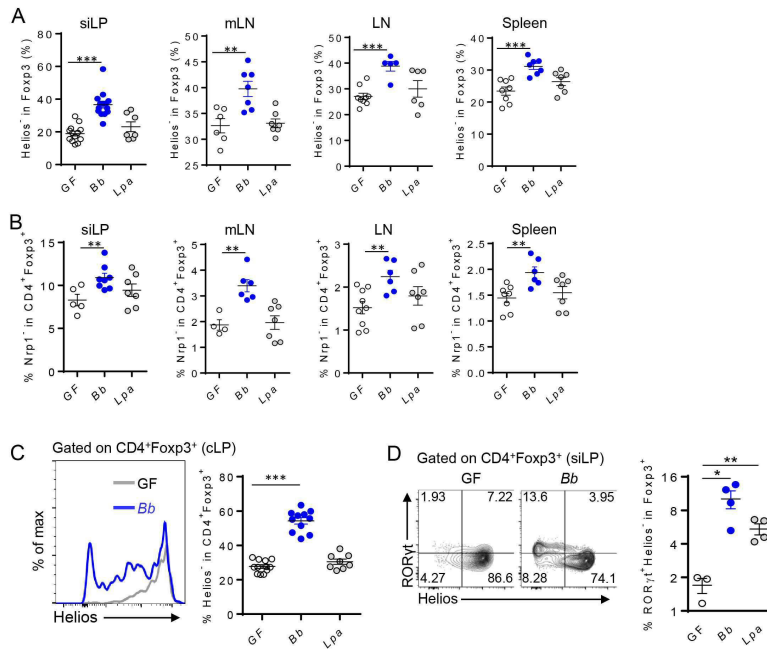 A
siLP
mLN
LN
Spleen
Helios⁻ in Foxp3 (%)
80
60
40
20
0
***
GF
Bb
Lpa
Helios⁻ in Foxp3 (%)
50
45
40
35
30
25
**
GF
Bb
Lpa
Helios⁻ in Foxp3 (%)
50
40
30
20
10
0
***
GF
Bb
Lpa
Helios⁻ in Foxp3 (%)
50
40
30
20
10
0
***
GF
Bb
Lpa
B
siLP
mLN
LN
Spleen
% Nrp1⁻ in CD4⁺Foxp3⁺
15
10
5
0
**
GF
Bb
Lpa
% Nrp1⁻ in CD4⁺Foxp3⁺
6
5
4
3
2
1
0
**
GF
Bb
Lpa
% Nrp1⁻ in CD4⁺Foxp3⁺
3
2
1
0
**
GF
Bb
Lpa
% Nrp1⁻ in CD4⁺Foxp3⁺
2.5
2.0
1.5
1.0
0.5
0.0
**
GF
Bb
Lpa
C
Gated on CD4⁺Foxp3⁺ (cLP)
GF
Bb
% of max
Helios
% Helios⁻ in CD4⁺Foxp3⁺
80
60
40
20
0
***
GF
Bb
Lpa
D
Gated on CD4⁺Foxp3⁺ (siLP)
GF
Bb
1.93
7.22
13.6
3.95
RORγt
4.27
86.6
8.28
74.1
Helios
% RORγt⁺Helios⁻ in Foxp3⁺
16
8
4
2
1
**
*
GF
Bb
Lpa